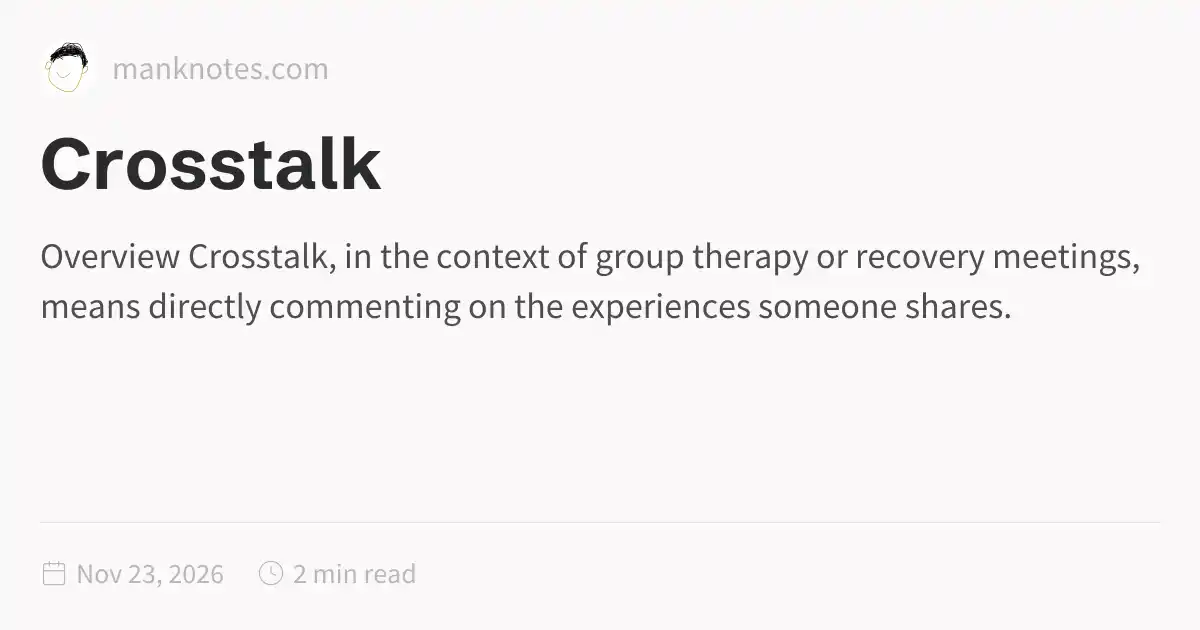 manknotes.com
Crosstalk
Overview Crosstalk, in the context of group therapy or recovery meetings,
means directly commenting on the experiences someone shares.
Nov 23, 2026 2 min read